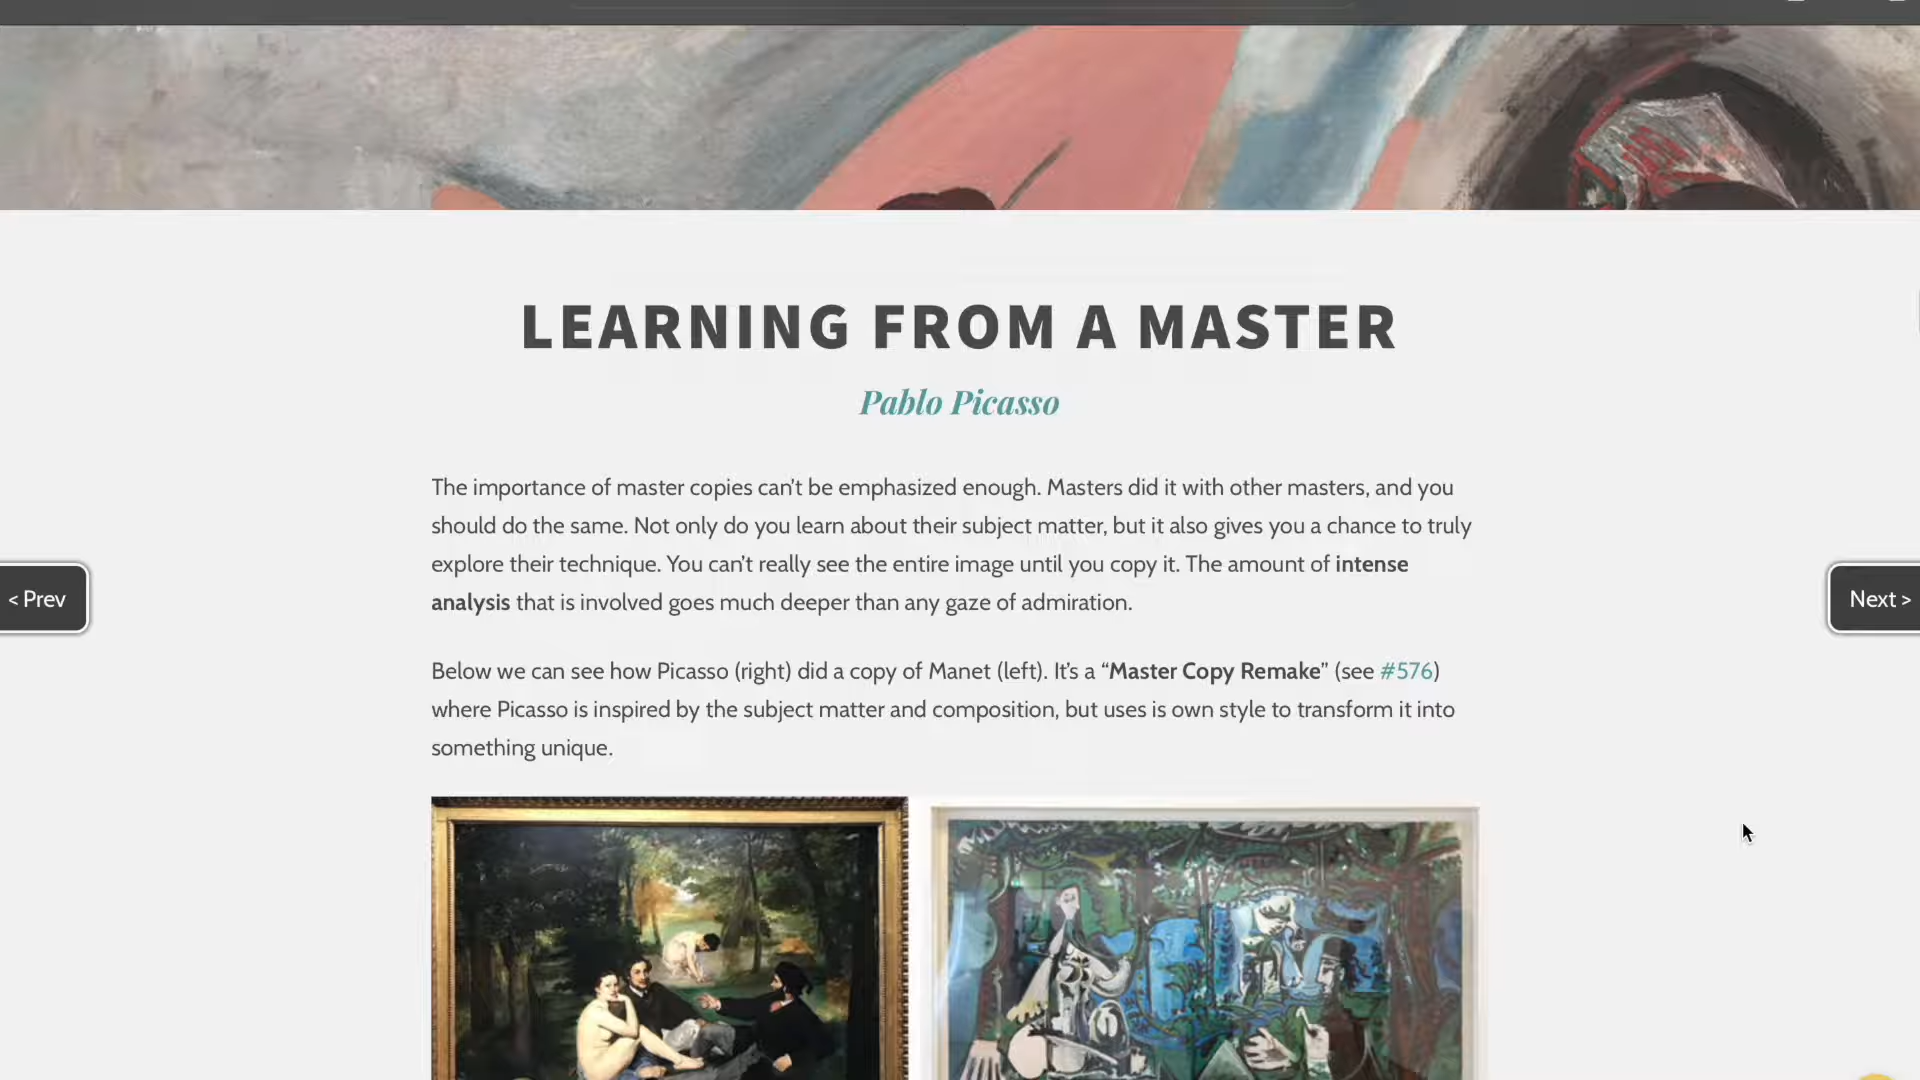 LEARNING FROM A MASTER
Pablo Picasso
The importance of master copies can't be emphasized enough. Masters did it with other masters, and you
should do the same. Not only do you learn about their subject matter, but it also gives you a chance to truly
explore their technique. You can't really see the entire image until you copy it. The amount of intense
analysis that is involved goes much deeper than any gaze of admiration.
< Prev
Next >
Below we can see how Picasso (right) did a copy of Manet (left). It's a “Master Copy Remake” (see #576)
where Picasso is inspired by the subject matter and composition, but uses is own style to transform it into
something unique.